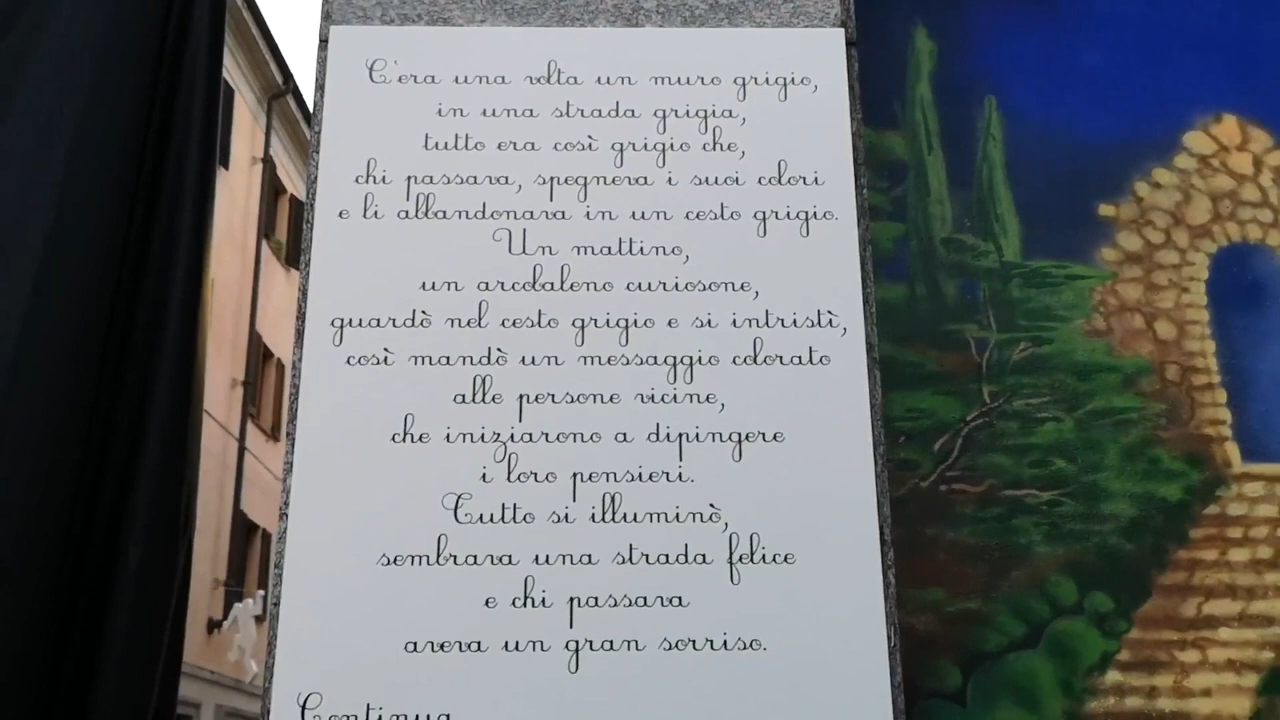 C'era una volta un muro grigio,
in una strada grigia,
tutto era così grigio che,
chi passava, spegneva i suoi colori
e li abbandonava in un cesto grigio.
Un mattino,
un arcobaleno curiosone,
guardò nel cesto grigio e si intristì,
così mandò un messaggio colorato
alle persone vicine,
che iniziarono a dipingere
i loro pensieri.
Tutto si illuminò,
sembrava una strada felice
e chi passava
aveva un gran sorriso.
Continua